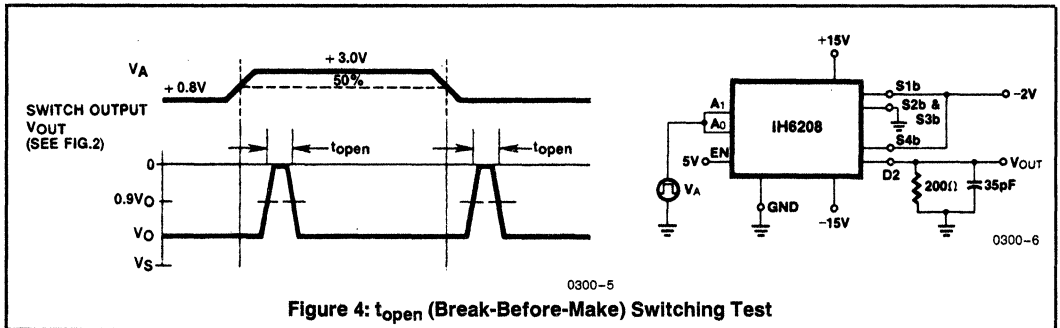 VA
+ 3.0V
50%
+ 0.8V
SWITCH OUTPUT
VOUT
(SEE FIG.2)
topen
topen
0
0.9VO
VO
VS
0300-5
+15V
A1
A0
EN
5V
IH6208
S1b
S2b &
S3b
S4b
D2
-2V
VOUT
200Ω
35pF
VA
GND
-15V
0300-6
Figure 4: topen (Break-Before-Make) Switching Test